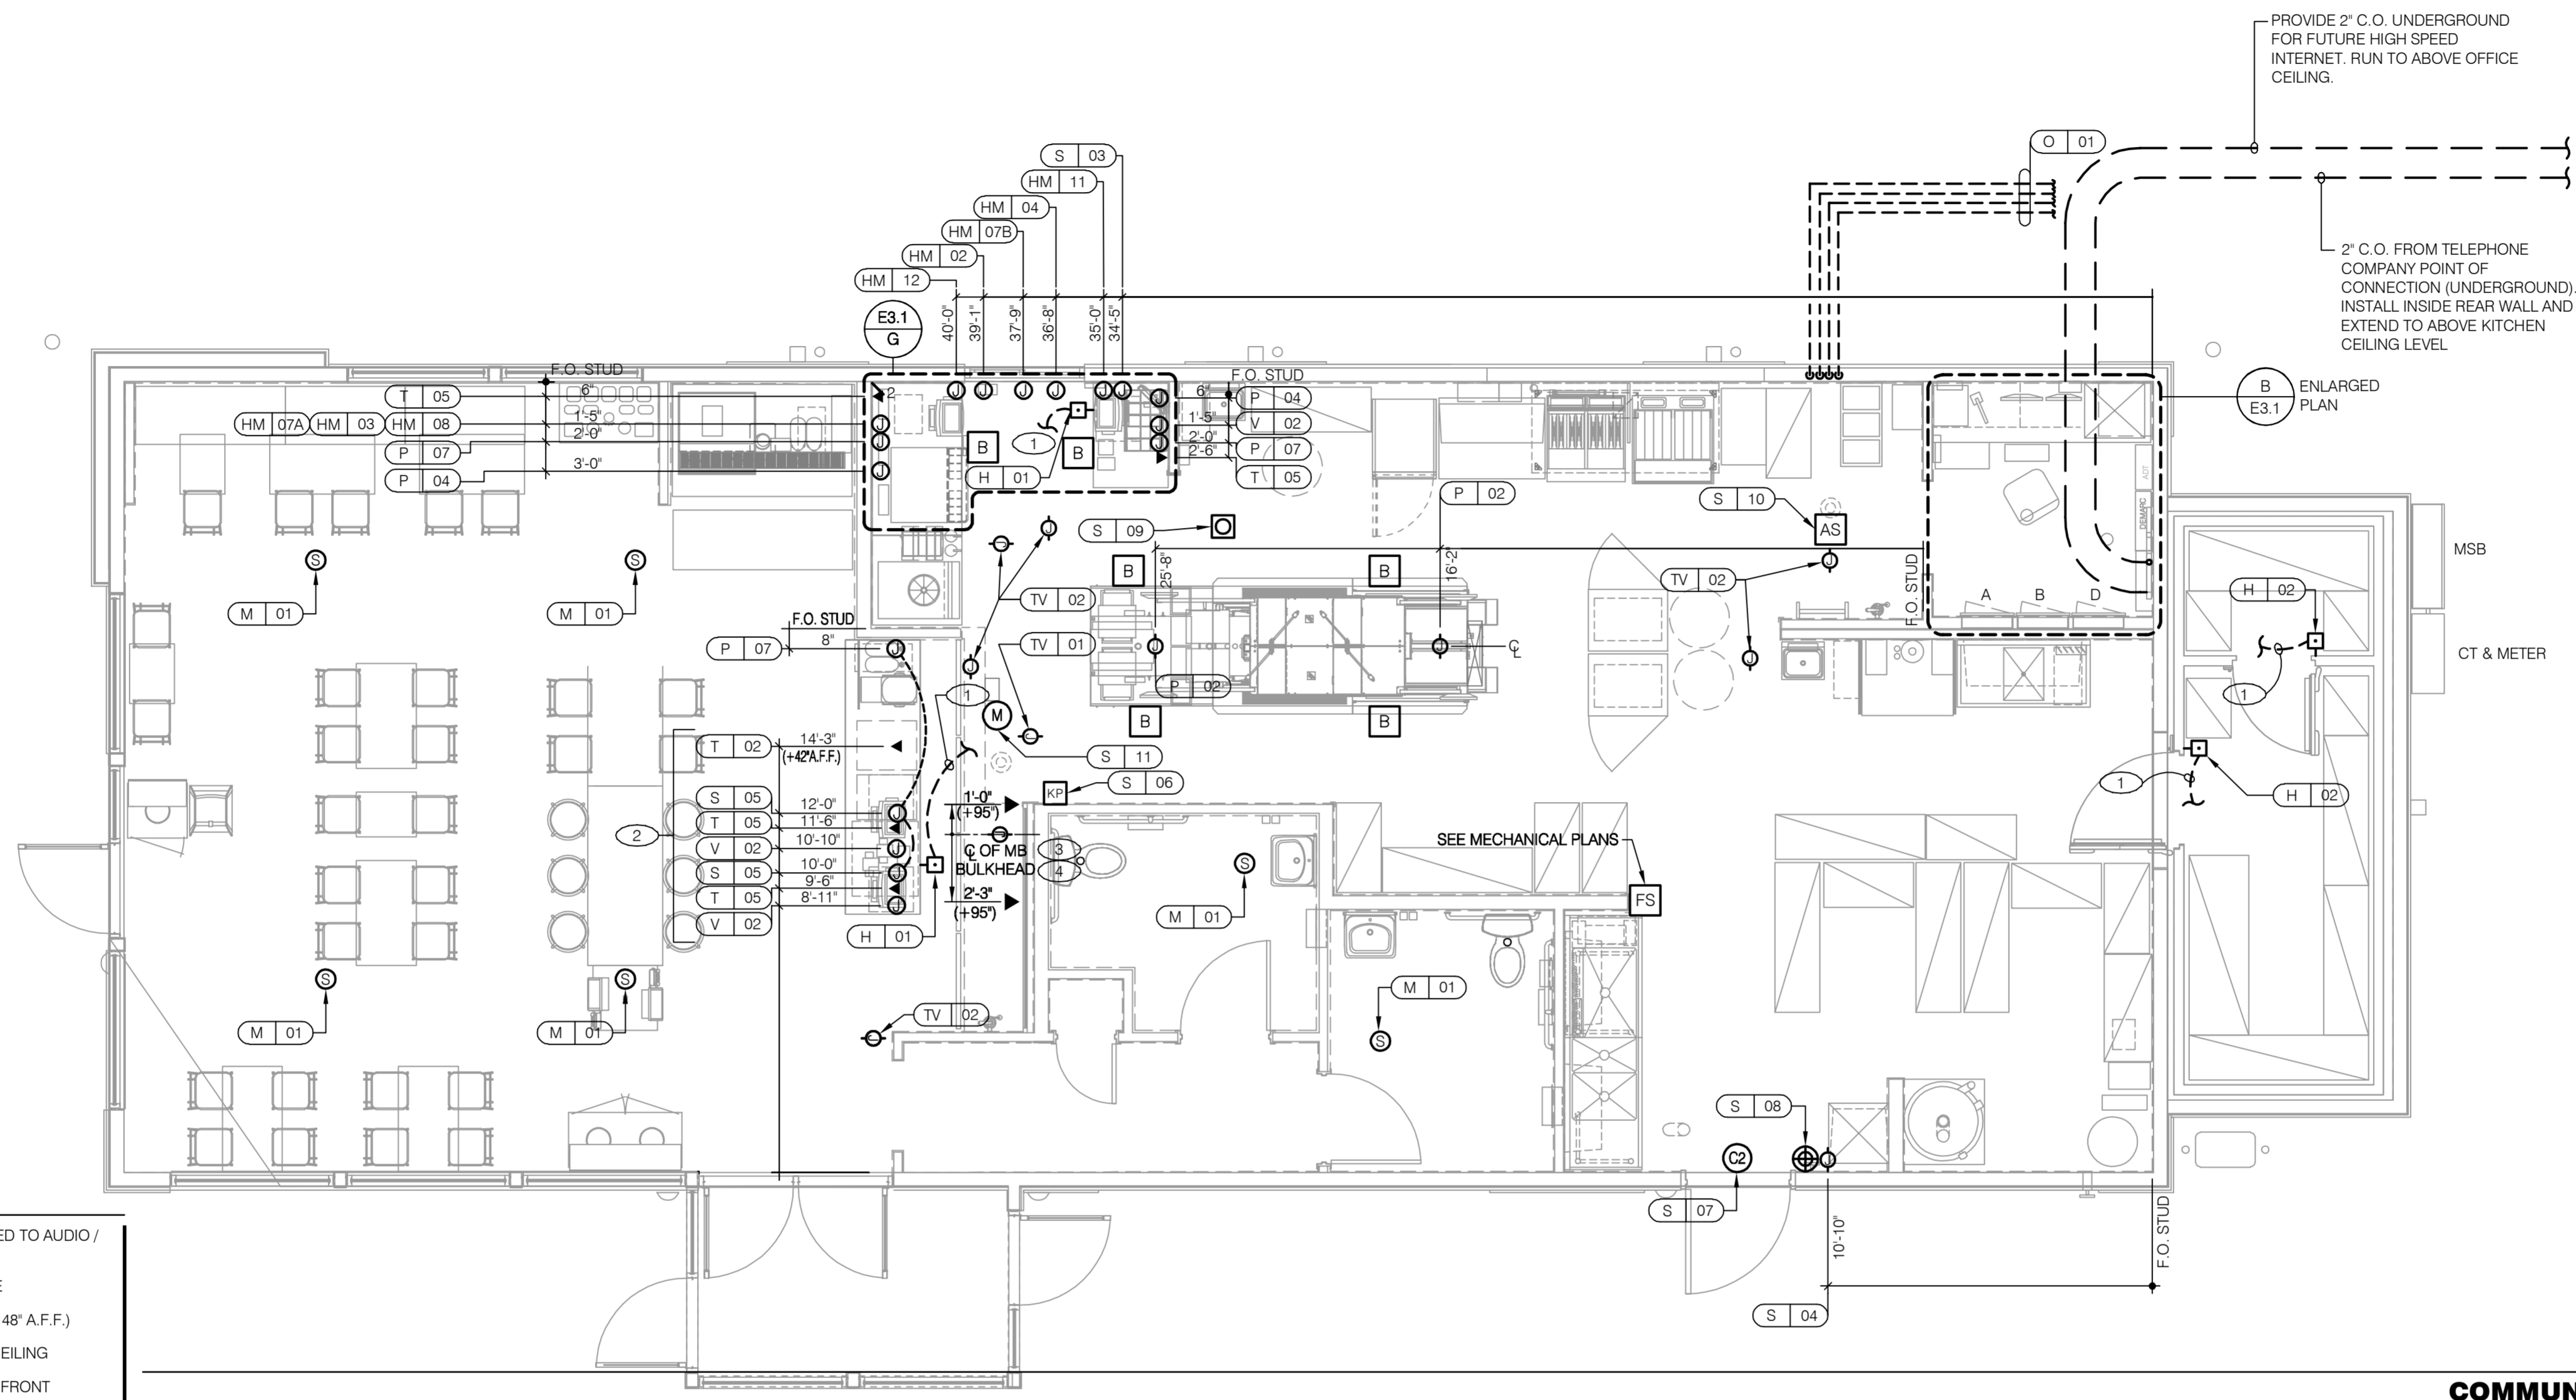 PROVIDE 2" C.O. UNDERGROUND
FOR FUTURE HIGH SPEED
INTERNET. RUN TO ABOVE OFFICE
CEILING.
O 01
2" C.O. FROM TELEPHONE
COMPANY POINT OF
CONNECTION (UNDERGROUND).
INSTALL INSIDE REAR WALL AND
EXTEND TO ABOVE KITCHEN
CEILING LEVEL
S 03
HM 11
HM 04
HM 07B
HM 02
HM 12
E3.1
G
40'-0"
39'-1"
37'-9"
36'-8"
35'-0"
34'-5"
F.O. STUD
6"
1'-5"
2'-0"
3'-0"
T 05
HM 07A HM 03 HM 08
P 07
P 04
2
B
1
B
H 01
F.O. STUD
6"
1'-5"
2'-0"
2'-6"
P 04
V 02
P 07
T 05
B
E3.1
ENLARGED
PLAN
ADT
DEMARC
MSB
CT & METER
A B D
F.O. STUD
P 02
S 10
AS
S 09
25'-8"
16'-2"
B
B
TV 02
TV 02
TV 01
P 02
B
B
J
S
M 01
S
M 01
F.O. STUD
8"
P 07
1
M
S 11
KP
S 06
T 02
14'-3"
(+42"A.F.F.)
2
S 05
12'-0"
T 05
11'-6"
V 02
10'-10"
S 05
10'-0"
T 05
9'-6"
V 02
8'-11"
1'-0"
(+95")
CL OF MB
BULKHEAD
3
4
2'-3"
(+95")
H 01
S
M 01
SEE MECHANICAL PLANS
FS
H 02
1
1
H 02
S
M 01
S
M 01
TV 02
M 01
S
S 08
C2
S 07
10'-10"
F.O. STUD
S 04
ED TO AUDIO /
E
48" A.F.F.)
EILING
FRONT
COMMUN